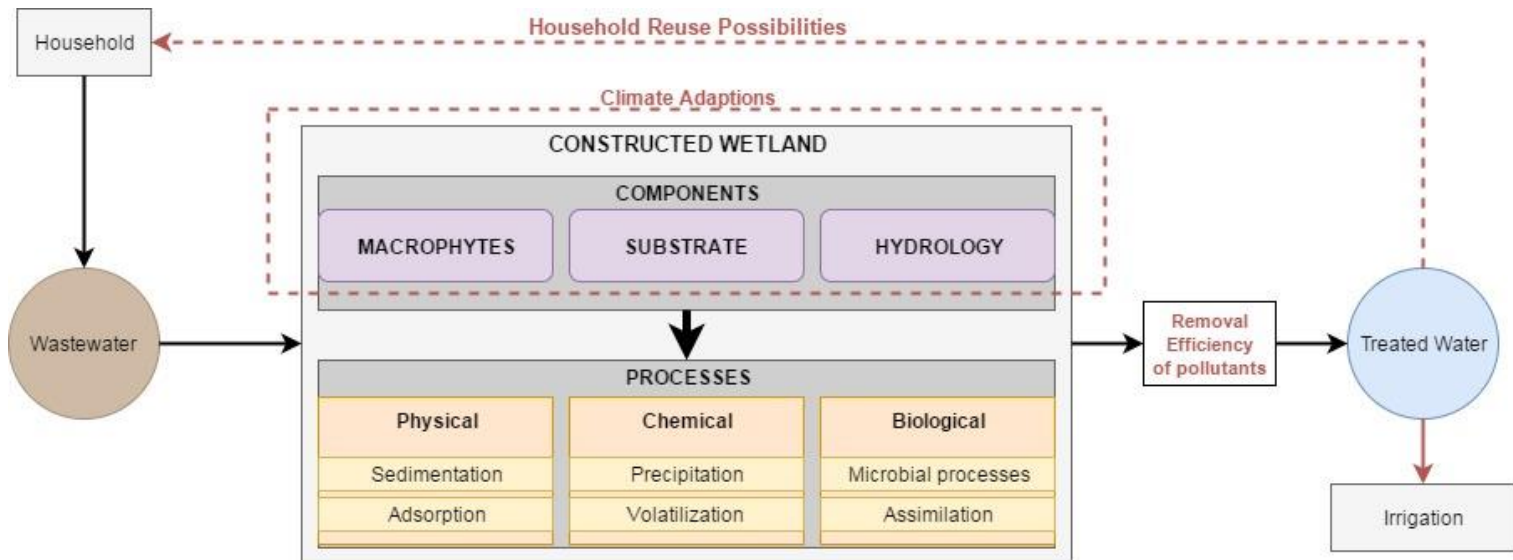 Household Reuse Possibilities
Household
Climate Adaptions
CONSTRUCTED WETLAND
COMPONENTS
MACROPHYTES
SUBSTRATE
HYDROLOGY
Wastewater
Removal
Efficiency
of pollutants
Treated Water
PROCESSES
Physical
Chemical
Biological
Sedimentation
Precipitation
Microbial processes
Adsorption
Volatilization
Assimilation
Irrigation